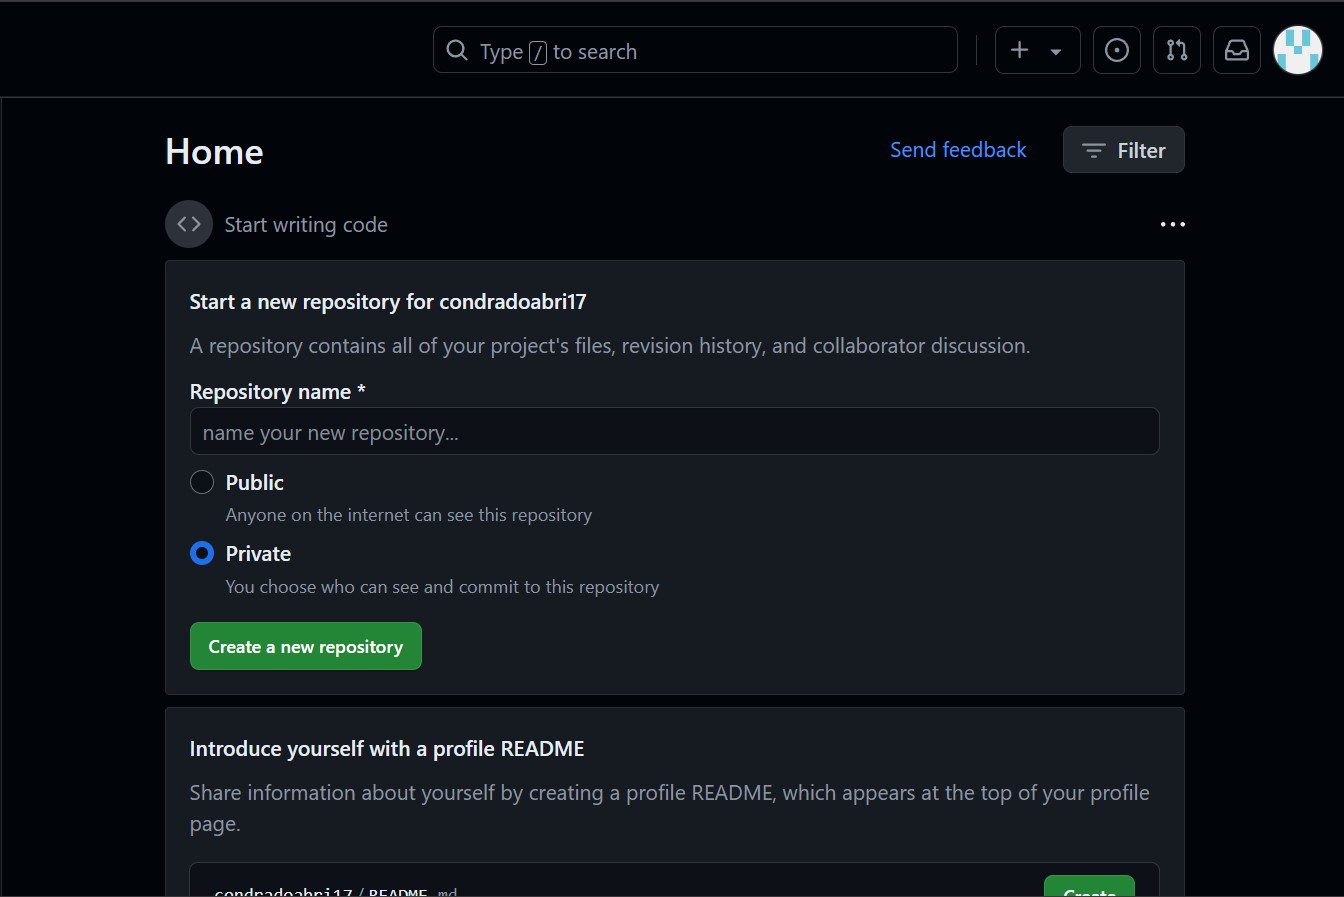 Type / to search
Home
Send feedback
Filter
Start writing code
Start a new repository for condradoabri17
A repository contains all of your project's files, revision history, and collaborator discussion.
Repository name *
name your new repository...
Public
Anyone on the internet can see this repository
Private
You choose who can see and commit to this repository
Create a new repository
Introduce yourself with a profile README
Share information about yourself by creating a profile README, which appears at the top of your profile
page.
condradoabri17 / README .md
Create